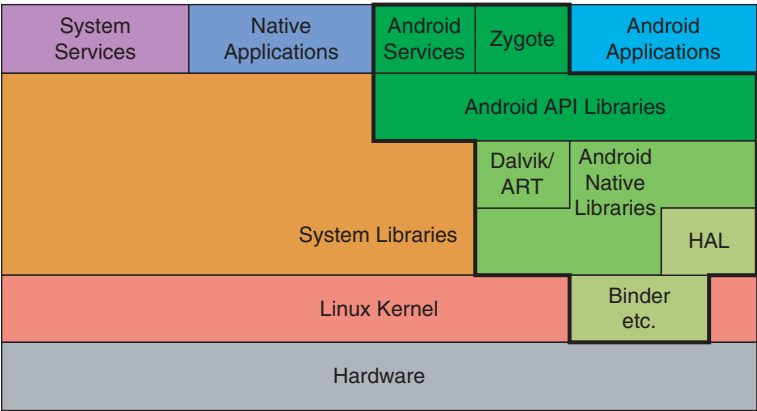 System
Services
Native
Applications
Android
Services
Zygote
Android
Applications
Android API Libraries
Dalvik/
ART
Android
Native
Libraries
System Libraries
HAL
Linux Kernel
Binder
etc.
Hardware